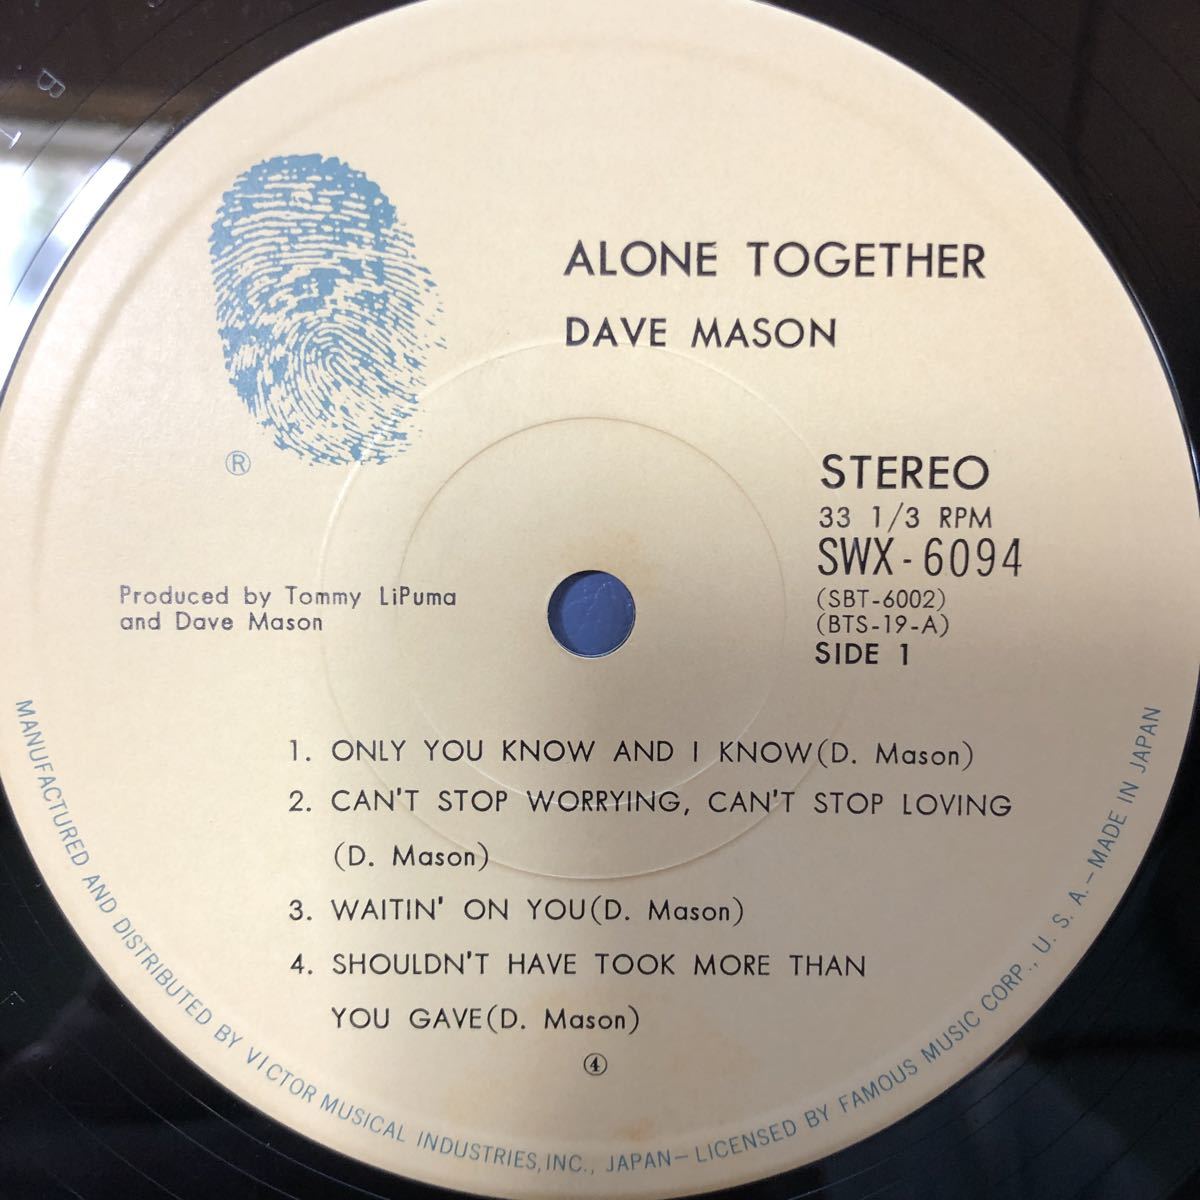 ALONE TOGETHER
DAVE MASON
®
STEREO
33 1/3 RPM
SWX-6094
(SBT-6002)
(BTS-19-A)
SIDE 1
Produced by Tommy LiPuma
and Dave Mason
1. ONLY YOU KNOW AND I KNOW(D. Mason)
2. CAN'T STOP WORRYING, CAN'T STOP LOVING
(D. Mason)
3. WAITIN' ON YOU(D. Mason)
4. SHOULDN'T HAVE TOOK MORE THAN
YOU GAVE(D. Mason)
④
MANUFACTURED AND DISTRIBUTED BY VICTOR MUSICAL INDUSTRIES, INC., JAPAN–LICENSED BY FAMOUS MUSIC CORP., U. S. A.–MADE IN JAPAN